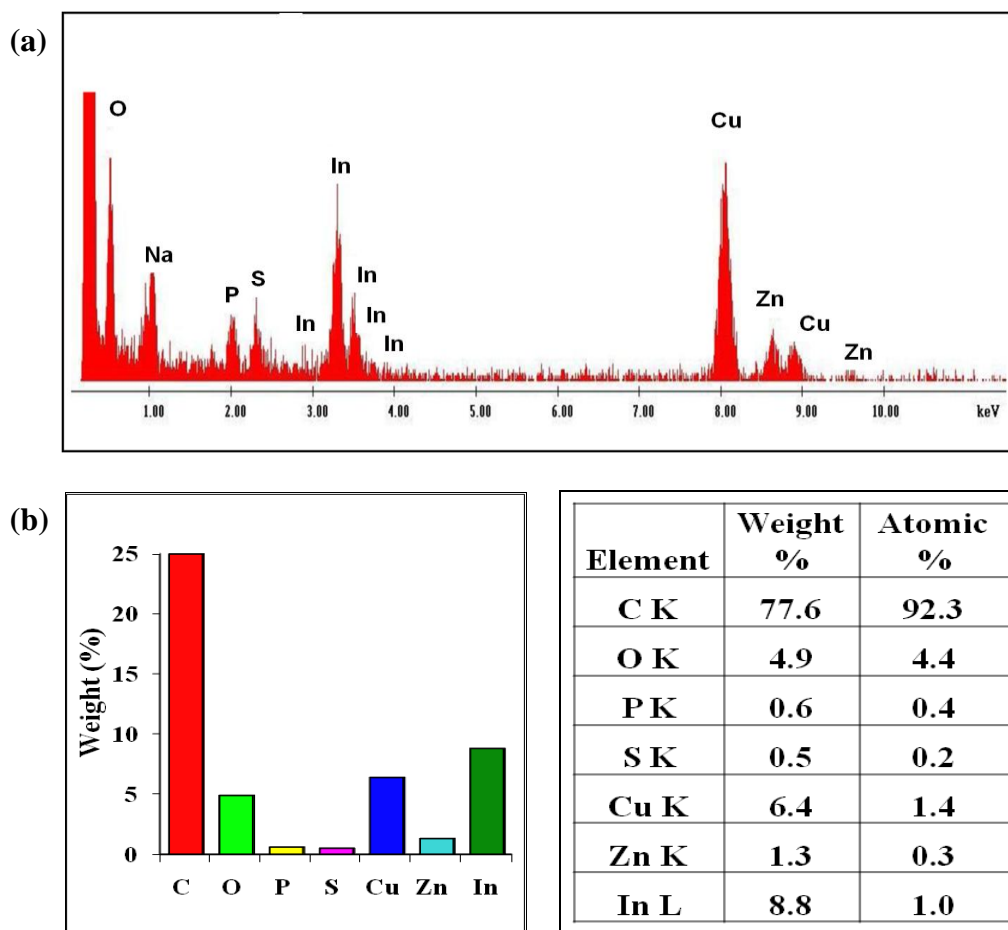 (a)
O
Na
P
S
In
In
In
In
In
Cu
Zn
Cu
Zn
1.00 2.00 3.00 4.00 5.00 6.00 7.00 8.00 9.00 10.00 keV
(b)
Weight (%)
25
20
15
10
5
0
C O P S Cu Zn In
Element Weight % Atomic %
C K 77.6 92.3
O K 4.9 4.4
P K 0.6 0.4
S K 0.5 0.2
Cu K 6.4 1.4
Zn K 1.3 0.3
In L 8.8 1.0